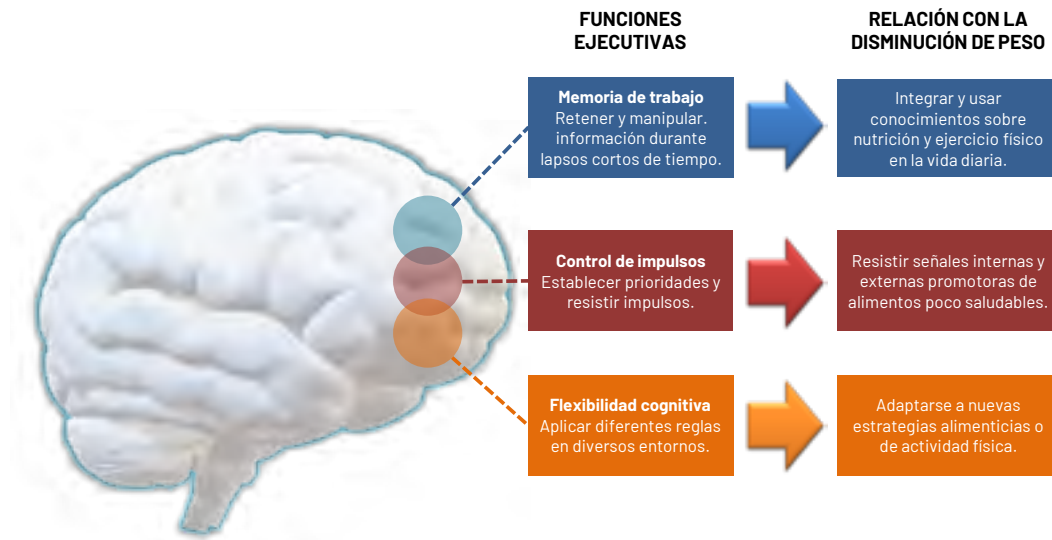 FUNCIONES
EJECUTIVAS
RELACIÓN CON LA
DISMINUCIÓN DE PESO
Memoria de trabajo
Retener y manipular.
información durante
lapsos cortos de tiempo.
Integrar y usar
conocimientos sobre
nutrición y ejercicio físico
en la vida diaria.
Control de impulsos
Establecer prioridades y
resistir impulsos.
Resistir señales internas y
externas promotoras de
alimentos poco saludables.
Flexibilidad cognitiva
Aplicar diferentes reglas
en diversos entornos.
Adaptarse a nuevas
estrategias alimenticias o
de actividad física.